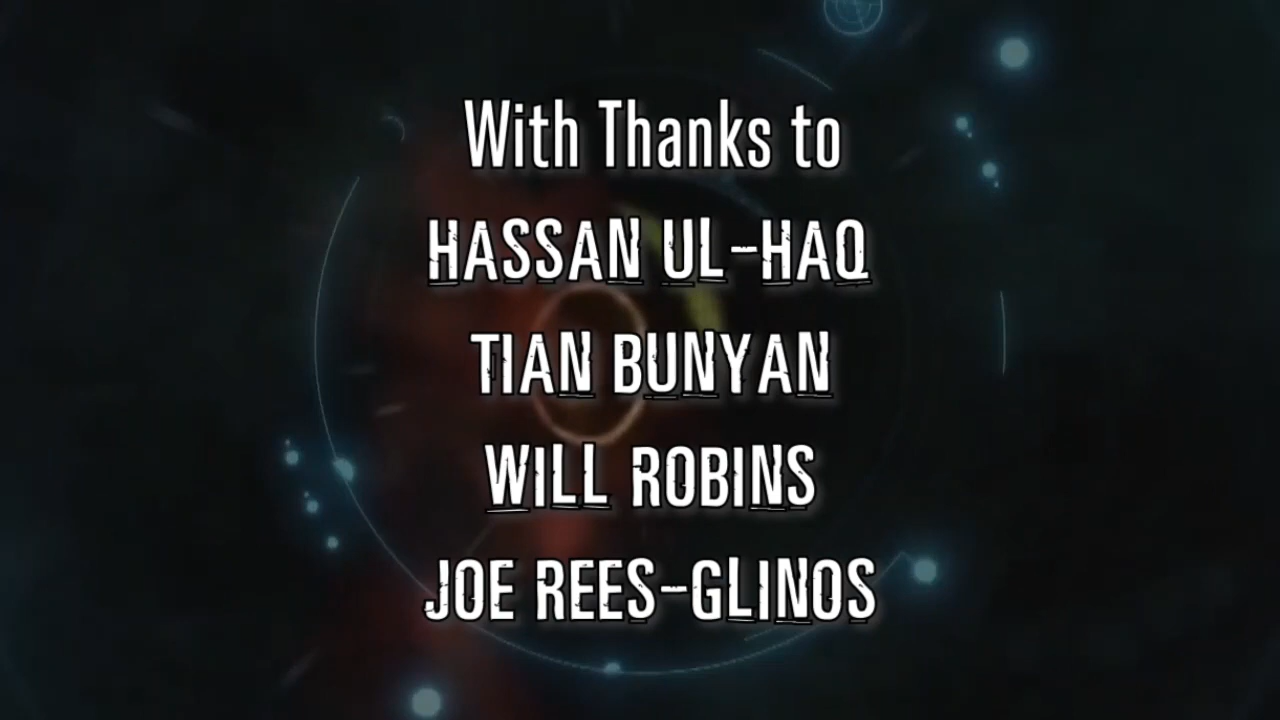 With Thanks to
HASSAN UL-HAQ
TIAN BUNYAN
WILL ROBINS
JOE REES-GLINOS